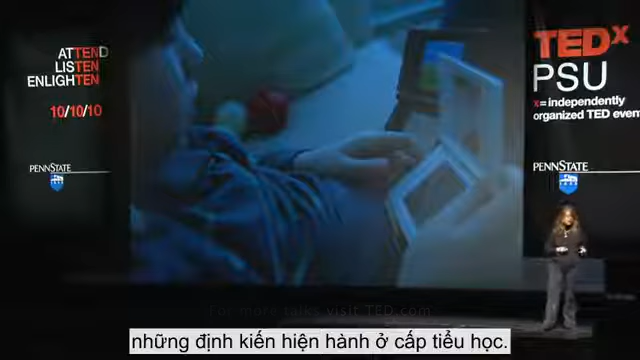 ATTEND
LISTEN
ENLIGHTEN
10/10/10
PENNSTATE
TEDx
PSU
x=independently
organized TED even
PENNSTATE
For more talks visit TED.com
những định kiến hiện hành ở cấp tiểu học.